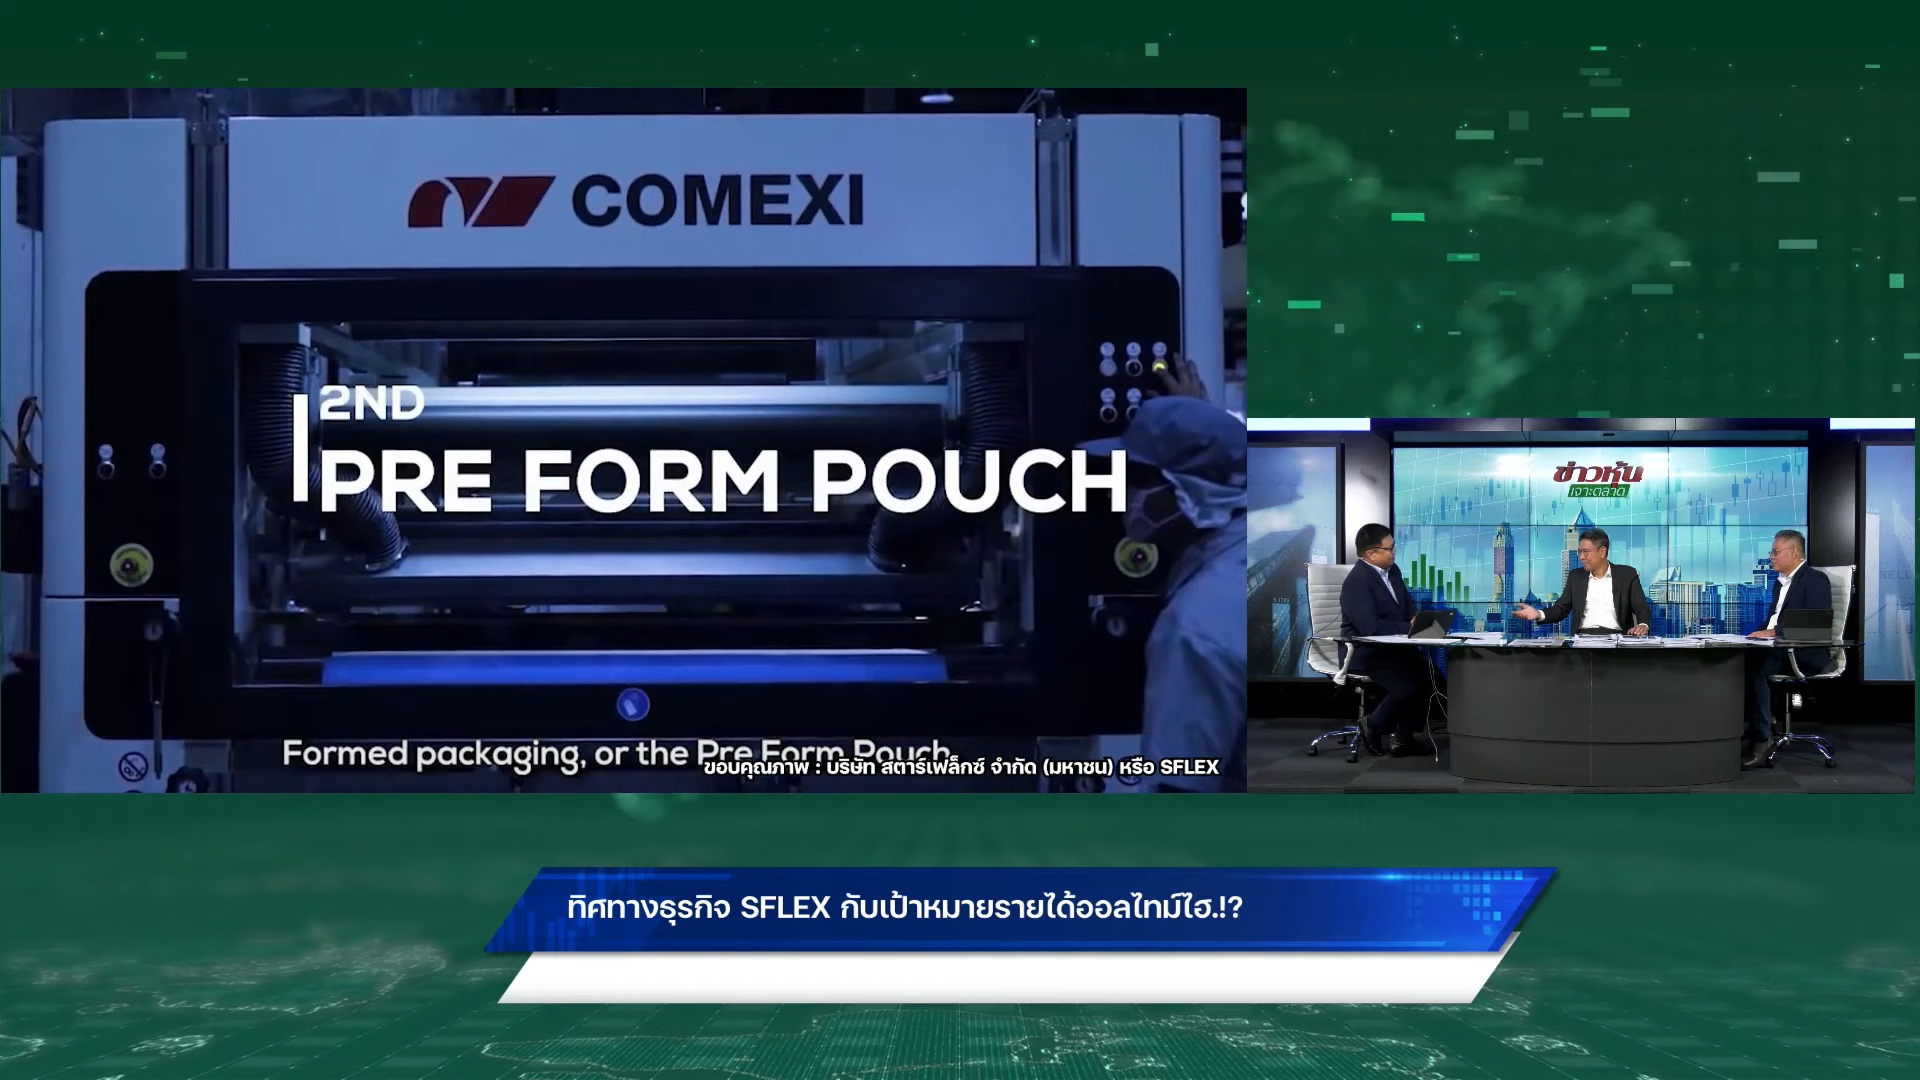 COMEXI
2ND
PRE FORM POUCH
Formed packaging, or the Pre Form Pouch
ขอบคุณภาพ : บริษัท สตาร์เฟล็กซ์ จำกัด (มหาชน) หรือ SFLEX
ข่าวหุ้น
เจาะตลาด
ทิศทางธุรกิจ SFLEX กับเป้าหมายรายได้ออลไทม์ไฮ.!?